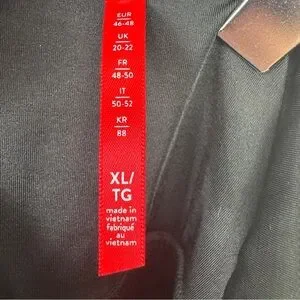 EUR
46-48
UK
20-22
FR
48-50
IT
50-52
KR
88
XL/
TG
made in
vietnam
fabriqué
au
vietnam